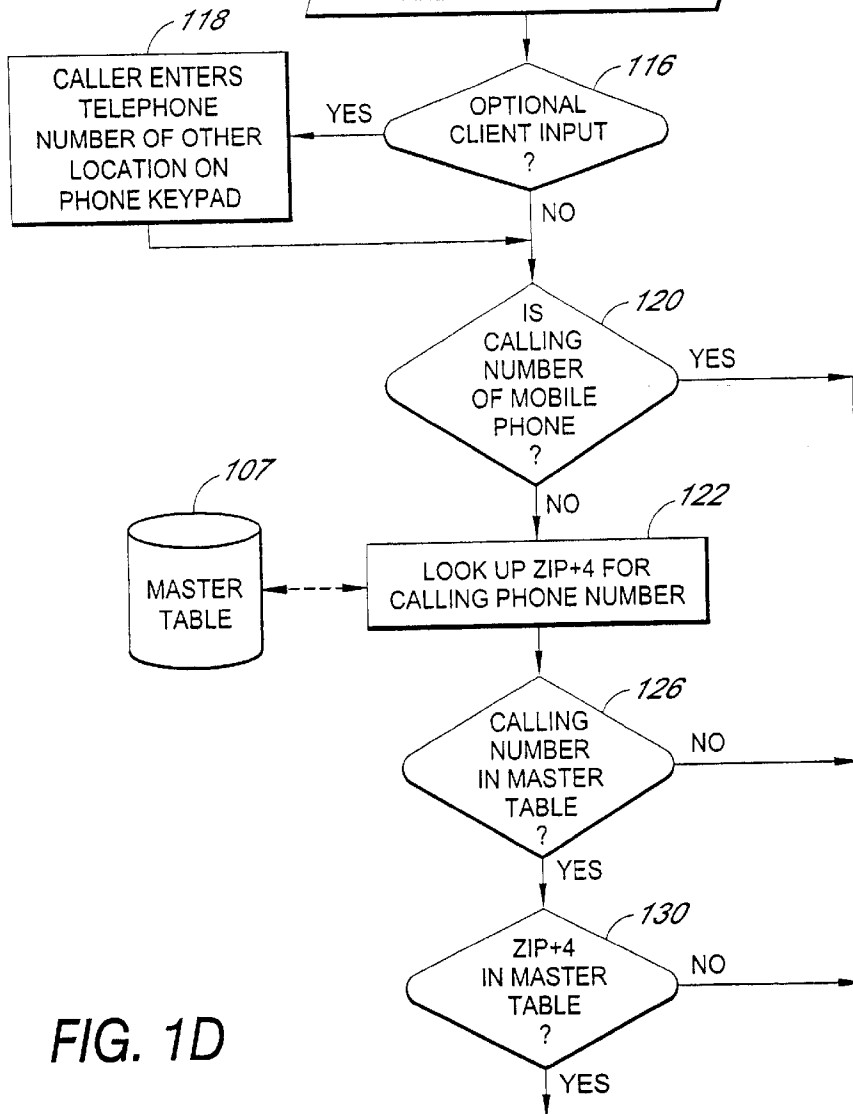 118
CALLER ENTERS
TELEPHONE
NUMBER OF OTHER
LOCATION ON
PHONE KEYPAD
YES
116
OPTIONAL
CLIENT INPUT
?
NO
120
IS
CALLING
NUMBER
OF MOBILE
PHONE
?
YES
NO
107
MASTER
TABLE
122
LOOK UP ZIP+4 FOR
CALLING PHONE NUMBER
126
CALLING
NUMBER
IN MASTER
TABLE
?
NO
YES
130
ZIP+4
IN MASTER
TABLE
?
NO
YES
FIG. 1D